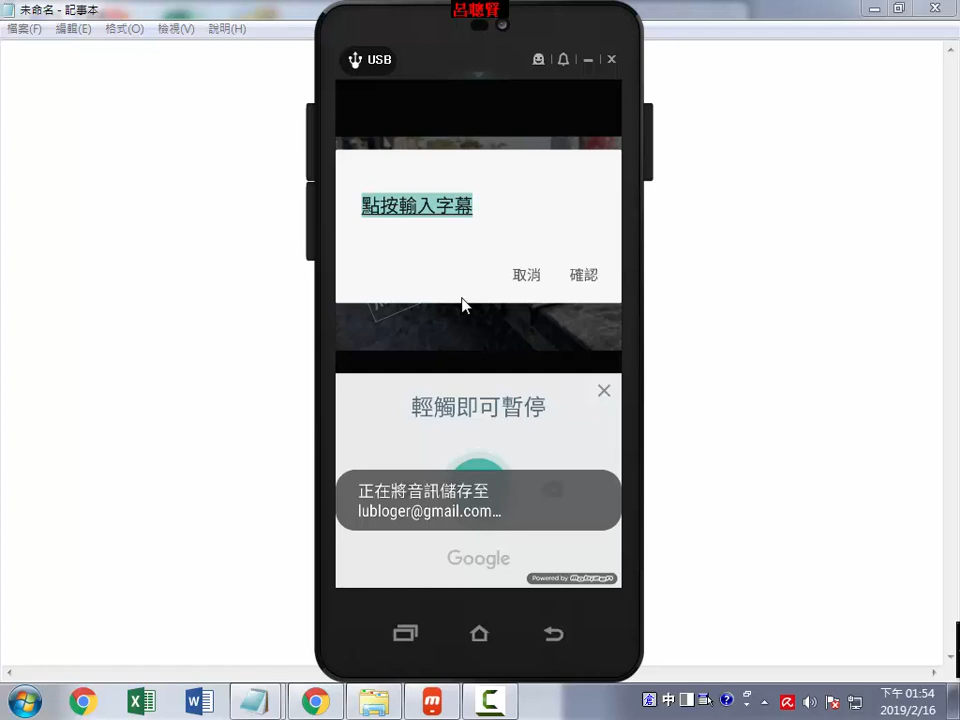 未命名 - 記事本
呂聰賢
檔案(F) 編輯(E) 格式(O) 檢視(V) 說明(H)
USB
點按輸入字幕
取消 確認
輕觸即可暫停
正在將音訊儲存至
lubloger@gmail.com...
Google
Powered by Mobizen
倉 中
下午 01:54
2019/2/16